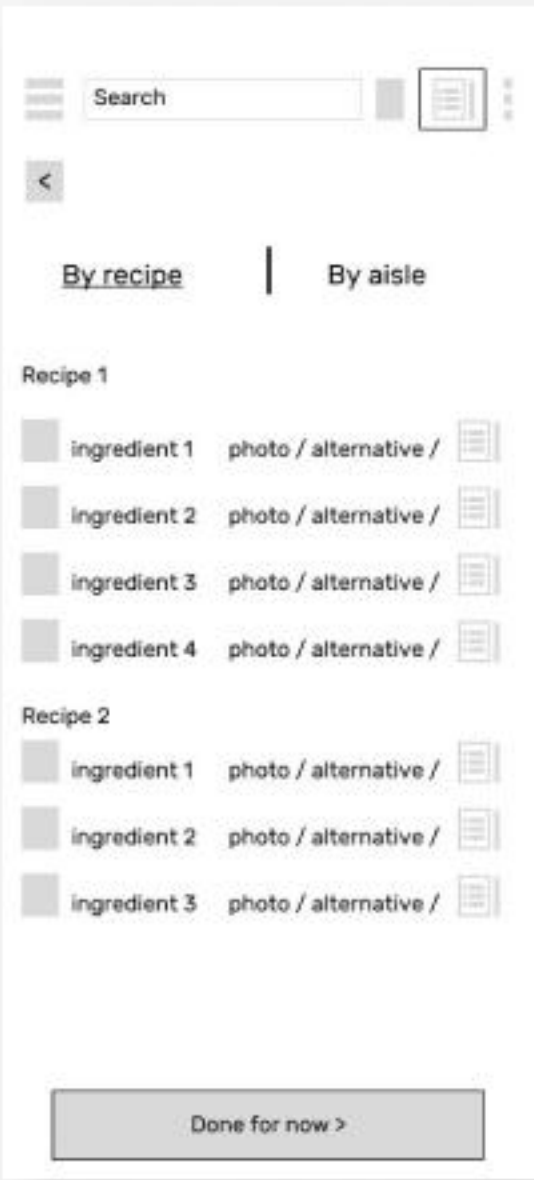 Search
<
By recipe | By aisle
Recipe 1
ingredient 1 photo / alternative /
ingredient 2 photo / alternative /
ingredient 3 photo / alternative /
ingredient 4 photo / alternative /
Recipe 2
ingredient 1 photo / alternative /
ingredient 2 photo / alternative /
ingredient 3 photo / alternative /
Done for now >